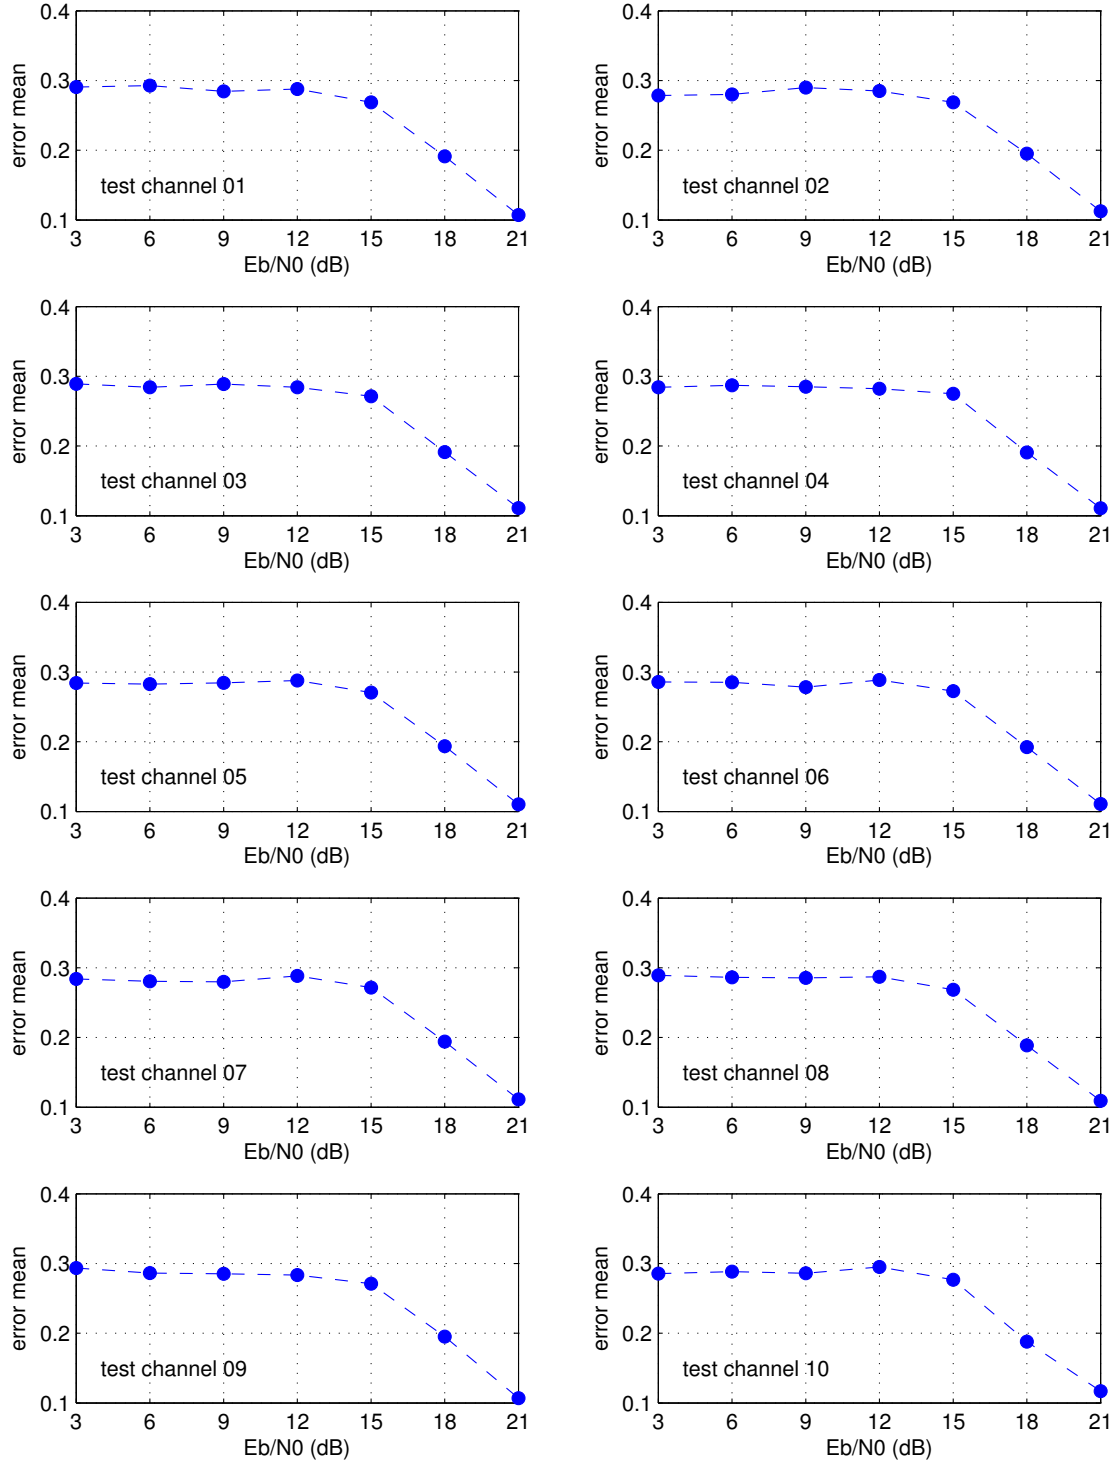 0.4
0.3
0.2
0.1
error mean
test channel 01
3 6 9 12 15 18 21
Eb/N0 (dB)
0.4
0.3
0.2
0.1
error mean
test channel 02
3 6 9 12 15 18 21
Eb/N0 (dB)
0.4
0.3
0.2
0.1
error mean
test channel 03
3 6 9 12 15 18 21
Eb/N0 (dB)
0.4
0.3
0.2
0.1
error mean
test channel 04
3 6 9 12 15 18 21
Eb/N0 (dB)
0.4
0.3
0.2
0.1
error mean
test channel 05
3 6 9 12 15 18 21
Eb/N0 (dB)
0.4
0.3
0.2
0.1
error mean
test channel 06
3 6 9 12 15 18 21
Eb/N0 (dB)
0.4
0.3
0.2
0.1
error mean
test channel 07
3 6 9 12 15 18 21
Eb/N0 (dB)
0.4
0.3
0.2
0.1
error mean
test channel 08
3 6 9 12 15 18 21
Eb/N0 (dB)
0.4
0.3
0.2
0.1
error mean
test channel 09
3 6 9 12 15 18 21
Eb/N0 (dB)
0.4
0.3
0.2
0.1
error mean
test channel 10
3 6 9 12 15 18 21
Eb/N0 (dB)